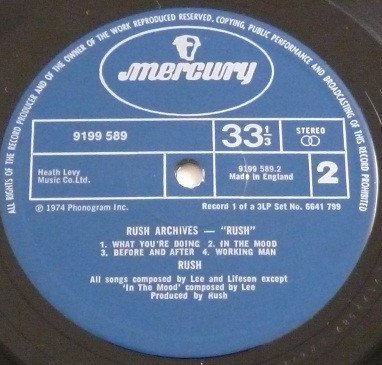 ALL RIGHTS OF THE RECORD PRODUCER AND OF THE OWNER OF THE WORK REPRODUCED RESERVED. COPYING, PUBLIC PERFORMANCE AND BROADCASTING OF THIS RECORD PROHIBITED
mercury
9199 589
33 1/3
STEREO
Heath Levy
Music Co.Ltd.
9199 589.2
Made in England
2
℗ 1974 Phonogram Inc.
Record 1 of a 3LP Set No. 6641 799
RUSH ARCHIVES — "RUSH"
1. WHAT YOU'RE DOING 2. IN THE MOOD
3. BEFORE AND AFTER 4. WORKING MAN
RUSH
All songs composed by Lee and Lifeson except
'In The Mood' composed by Lee
Produced by Rush